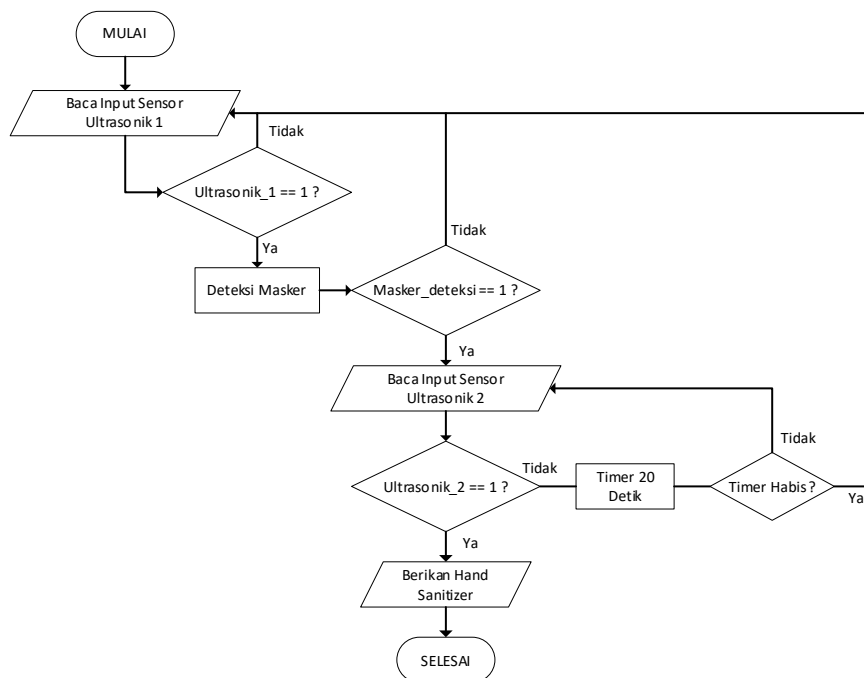 MULAI
Baca Input Sensor
Ultrasonik 1
Tidak
Ultrasonik_1 == 1 ?
Ya
Tidak
Deteksi Masker
Masker_deteksi == 1 ?
Ya
Baca Input Sensor
Ultrasonik 2
Tidak
Tidak
Ultrasonik_2 == 1 ?
Timer 20
Detik
Timer Habis ?
Ya
Ya
Berikan Hand
Sanitizer
SELESAI